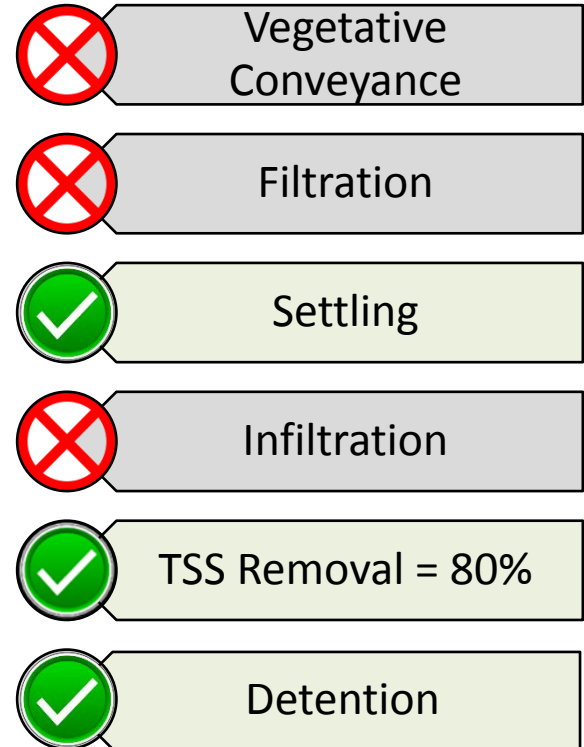 Vegetative
Conveyance
Filtration
Settling
Infiltration
TSS Removal = 80%
Detention